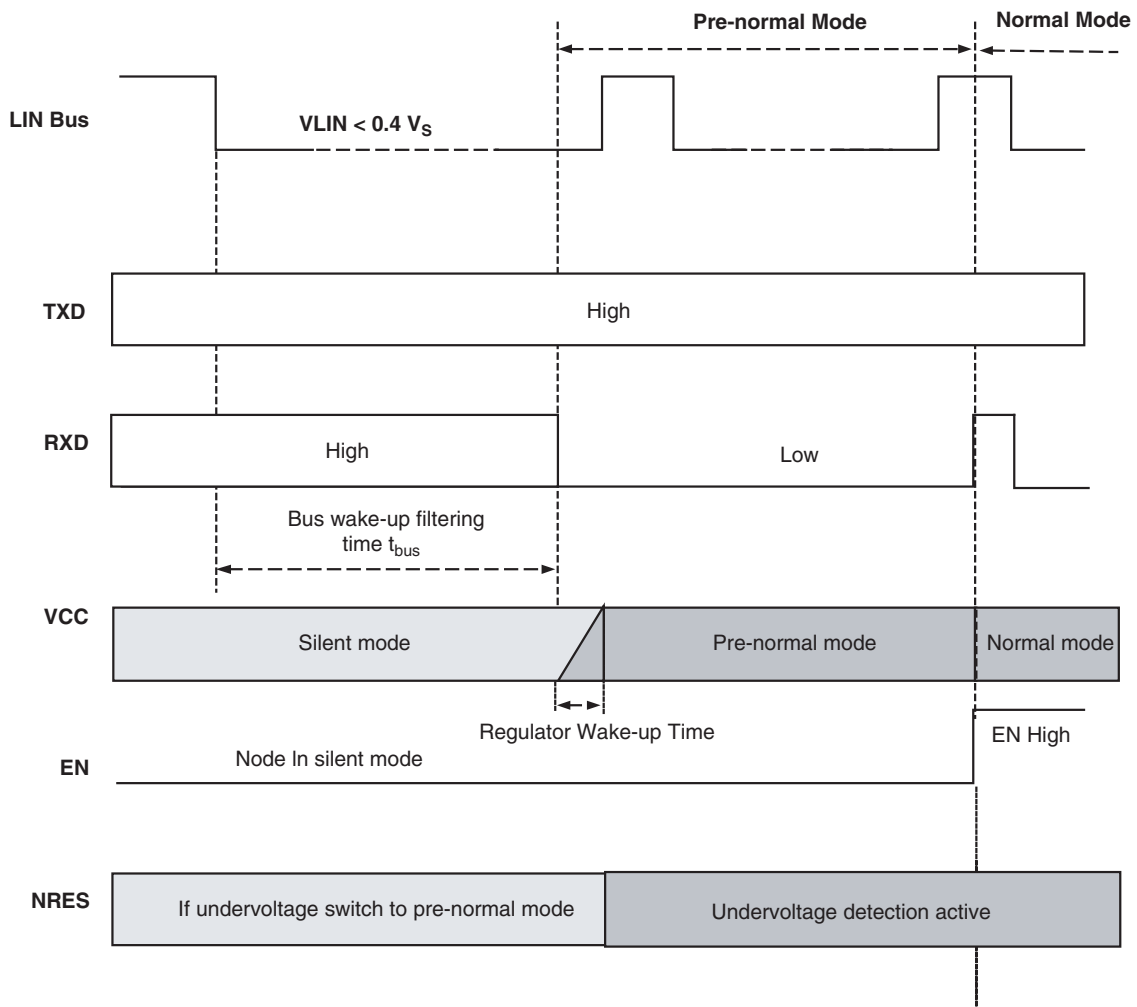 Pre-normal Mode
Normal Mode
LIN Bus
VLIN < 0.4 VS
TXD
High
RXD
High
Low
Bus wake-up filtering
time tbus
VCC
Silent mode
Pre-normal mode
Normal mode
Regulator Wake-up Time
EN High
Node In silent mode
EN
NRES
If undervoltage switch to pre-normal mode
Undervoltage detection active